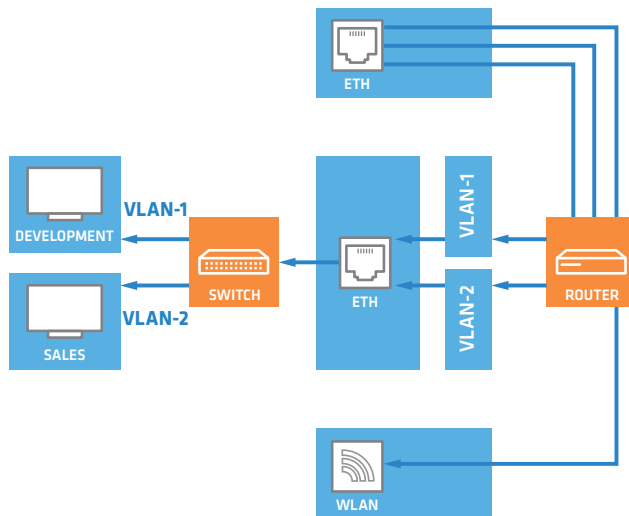 ETH
VLAN-1
DEVELOPMENT
SWITCH
VLAN-2
SALES
ETH
VLAN-1
VLAN-2
ROUTER
WLAN